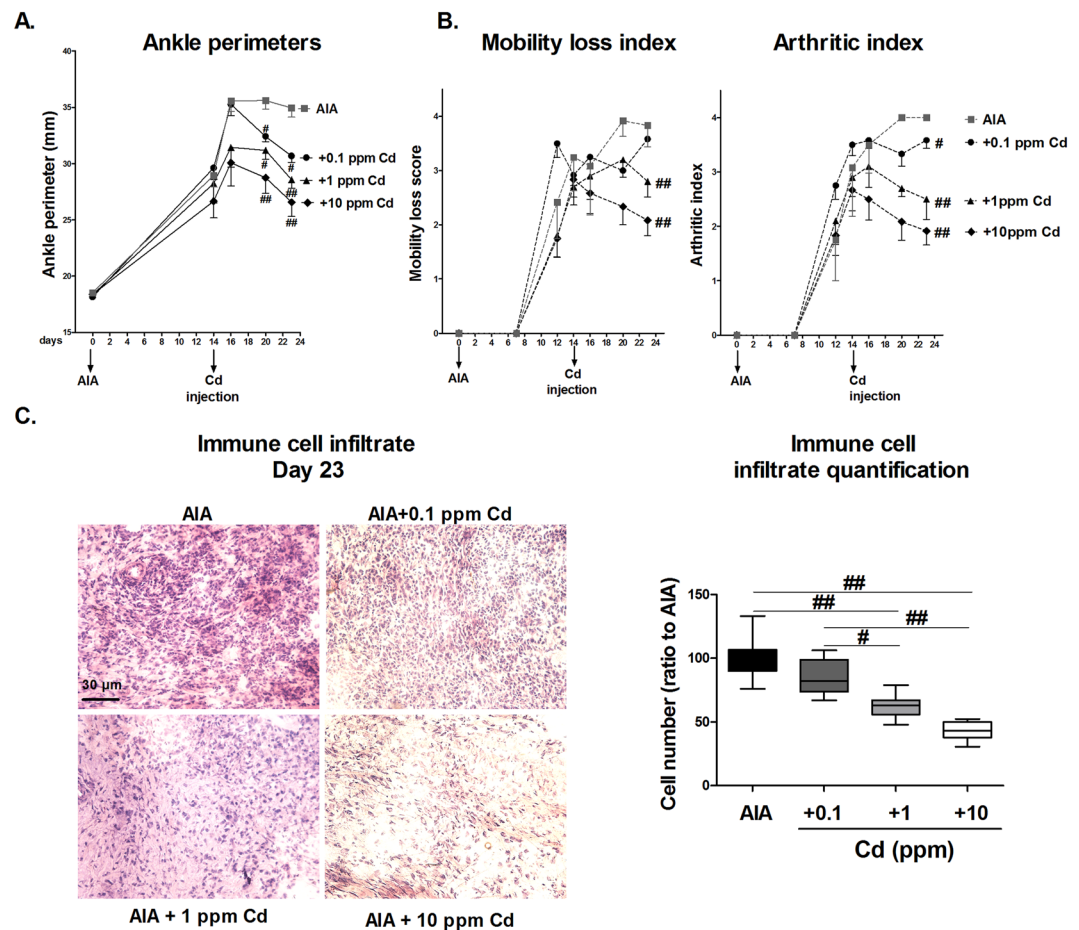 A.
Ankle perimeters
Ankle perimeter (mm)
35
30
25
20
15
AIA
+0.1 ppm Cd
+1 ppm Cd
+10 ppm Cd
#
#
#
##
##
##
days
0 2 4 6 8 10 12 14 16 18 20 22 24
AIA
Cd
injection
B.
Mobility loss index
Mobility loss score
4
3
2
1
0
##
##
0 2 4 6 8 10 12 14 16 18 20 22 24
AIA
Cd
injection
Arthritic index
Arthritic index
4
3
2
1
0
AIA
+0.1 ppm Cd
+1ppm Cd
+10ppm Cd
#
##
##
0 2 4 6 8 10 12 14 16 18 20 22 24
AIA
Cd
injection
C.
Immune cell infiltrate
Day 23
AIA
AIA+0.1 ppm Cd
30 µm
AIA + 1 ppm Cd
AIA + 10 ppm Cd
Immune cell
infiltrate quantification
Cell number (ratio to AIA)
150
100
50
0
##
##
##
#
AIA
+0.1
+1
+10
Cd (ppm)